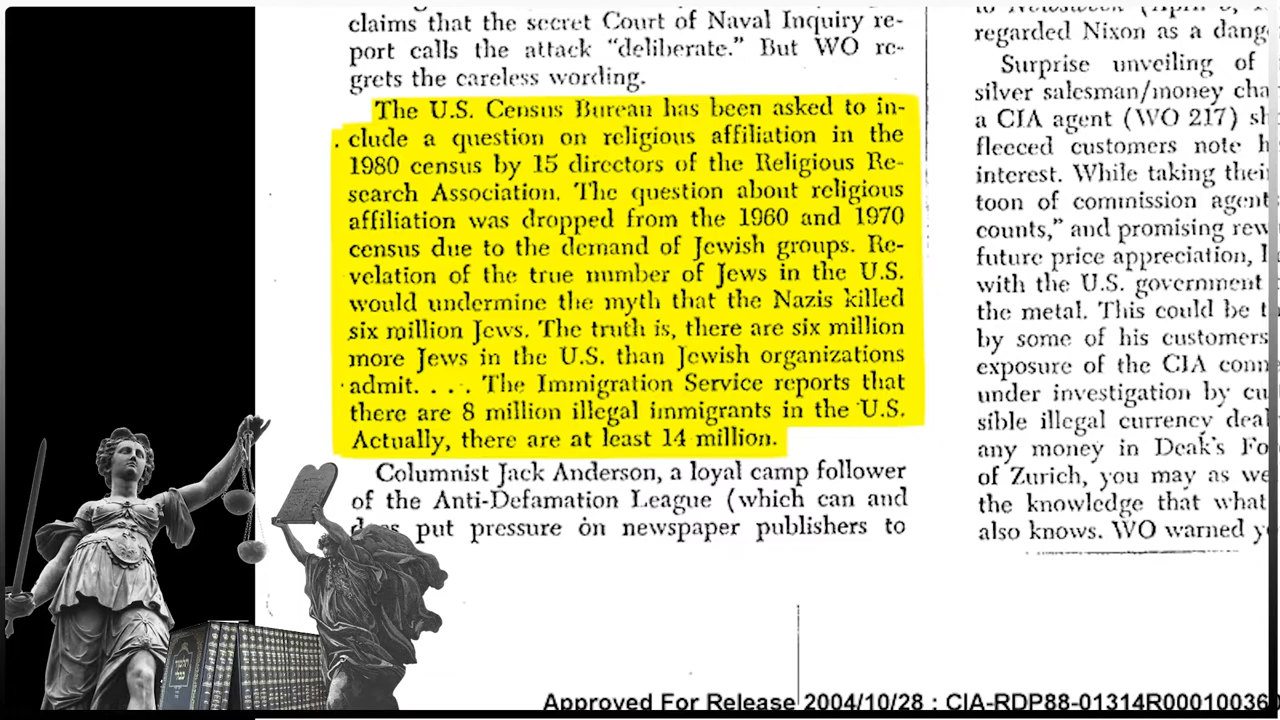 claims that the secret Court of Naval Inquiry re-
port calls the attack “deliberate.” But WO re-
grets the careless wording.
The U.S. Census Bureau has been asked to in-
clude a question on religious affiliation in the
1980 census by 15 directors of the Religious Re-
search Association. The question about religious
affiliation was dropped from the 1960 and 1970
census due to the demand of Jewish groups. Re-
velation of the true number of Jews in the U.S.
would undermine the myth that the Nazis killed
six million Jews. The truth is, there are six million
more Jews in the U.S. than Jewish organizations
admit. . . . The Immigration Service reports that
there are 8 million illegal immigrants in the U.S.
Actually, there are at least 14 million.
Columnist Jack Anderson, a loyal camp follower
of the Anti-Defamation League (which can and
put pressure on newspaper publishers to
regarded Nixon as a
Surprise unveiling of
silver salesman/money
a CIA agent (WO 217)
fleeced customers note
interest. While taking
toon of commission
counts,” and promising
future price appreciation,
with the U.S. government
the metal. This could be
by some of his customers
exposure of the CIA
under investigation by
sible illegal currency
any money in Deak's
of Zurich, you may as
the knowledge that what
also knows. WO warned
Approved For Release 2004/10/28 : CIA-RDP88-01314R000100360